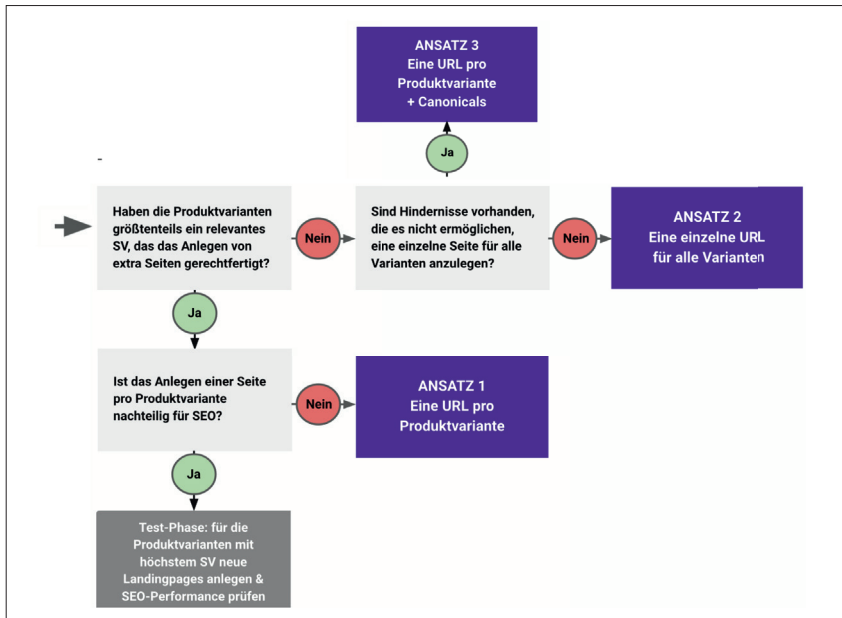 ANSATZ 3
Eine URL pro
Produktvariante
+ Canonicals
Ja
-
Haben die Produktvarianten
größtenteils ein relevantes
SV, das das Anlegen von
extra Seiten gerechtfertigt?
Nein
Sind Hindernisse vorhanden,
die es nicht ermöglichen,
eine einzelne Seite für alle
Varianten anzulegen?
Nein
ANSATZ 2
Eine einzelne URL
für alle Varianten
Ja
Ist das Anlegen einer Seite
pro Produktvariante
nachteilig für SEO?
Nein
ANSATZ 1
Eine URL pro
Produktvariante
Ja
Test-Phase: für die
Produktvarianten mit
höchstem SV neue
Landingpages anlegen &
SEO-Performance prüfen